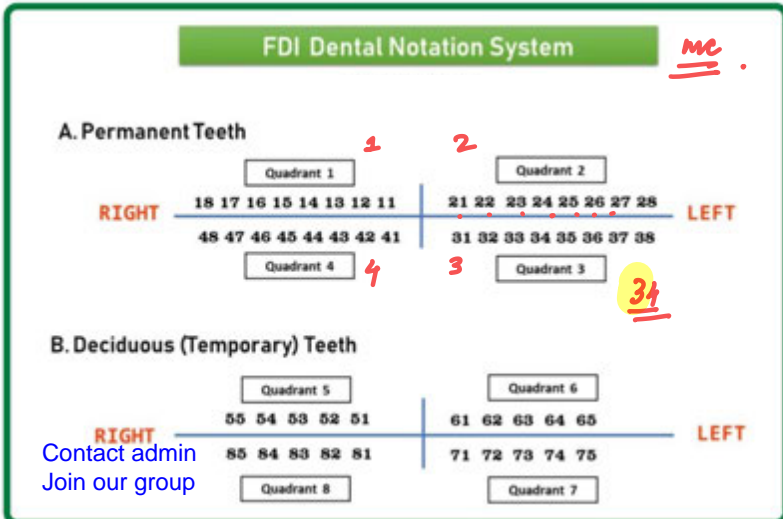 FDI Dental Notation System
me.
A. Permanent Teeth
1 2
Quadrant 1 Quadrant 2
RIGHT 18 17 16 15 14 13 12 11 21 22 23 24 25 26 27 28 LEFT
48 47 46 45 44 43 42 41 31 32 33 34 35 36 37 38
Quadrant 4 4 3 Quadrant 3
34
B. Deciduous (Temporary) Teeth
Quadrant 5 Quadrant 6
55 54 53 52 51 61 62 63 64 65
RIGHT LEFT
85 84 83 82 81 71 72 73 74 75
Quadrant 8 Quadrant 7
Contact admin
Join our group